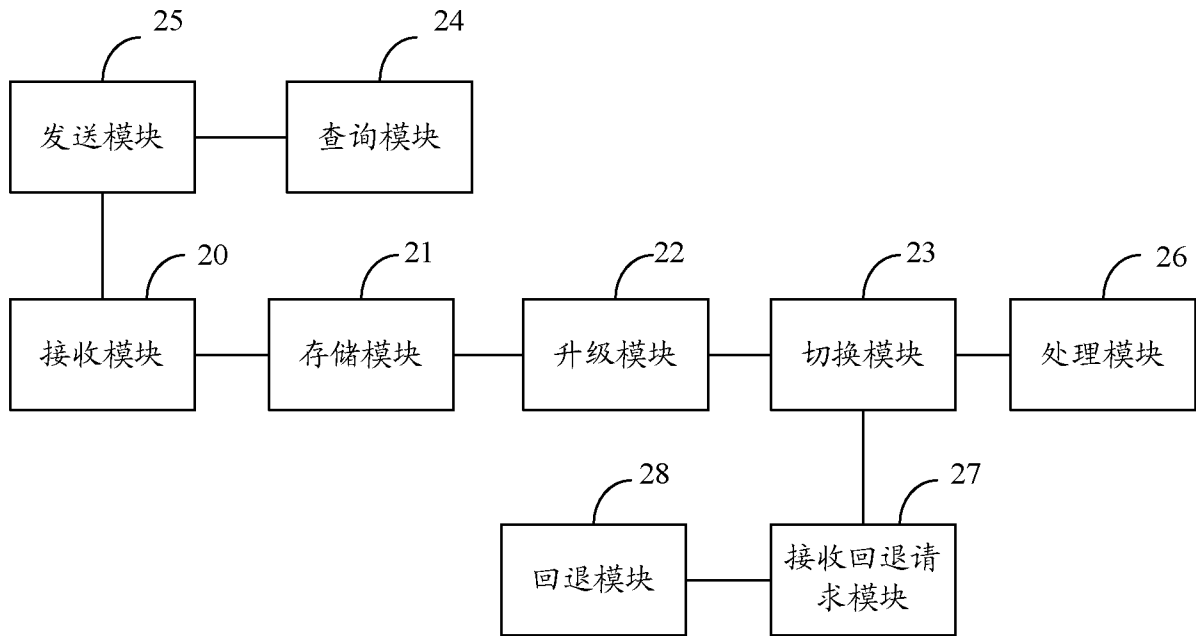 25
24
发送模块
查询模块
20
21
22
23
26
接收模块
存储模块
升级模块
切换模块
处理模块
28
27
回退模块
接收回退请
求模块